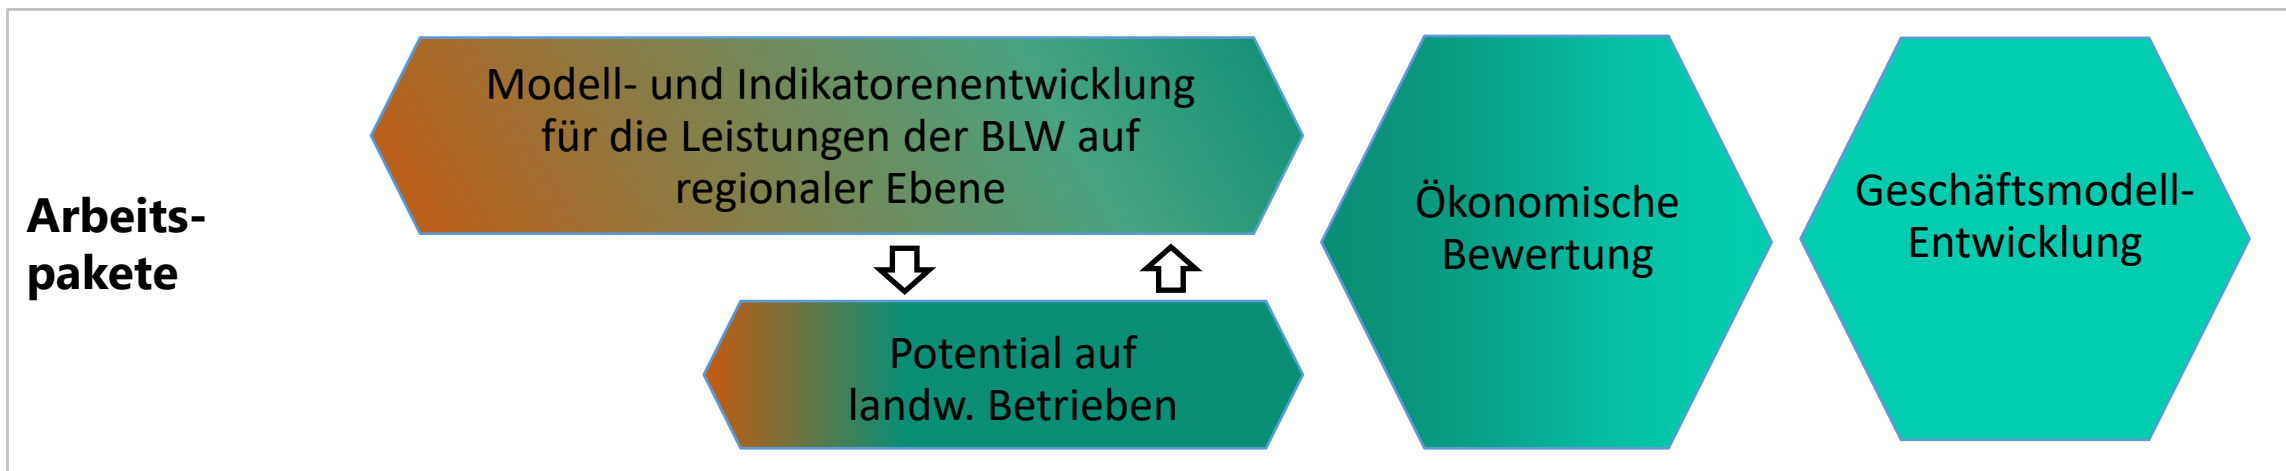 Arbeits-
pakete
Modell- und Indikatorenentwicklung
für die Leistungen der BLW auf
regionaler Ebene
Potential auf
landw. Betrieben
Ökonomische
Bewertung
Geschäftsmodell-
Entwicklung